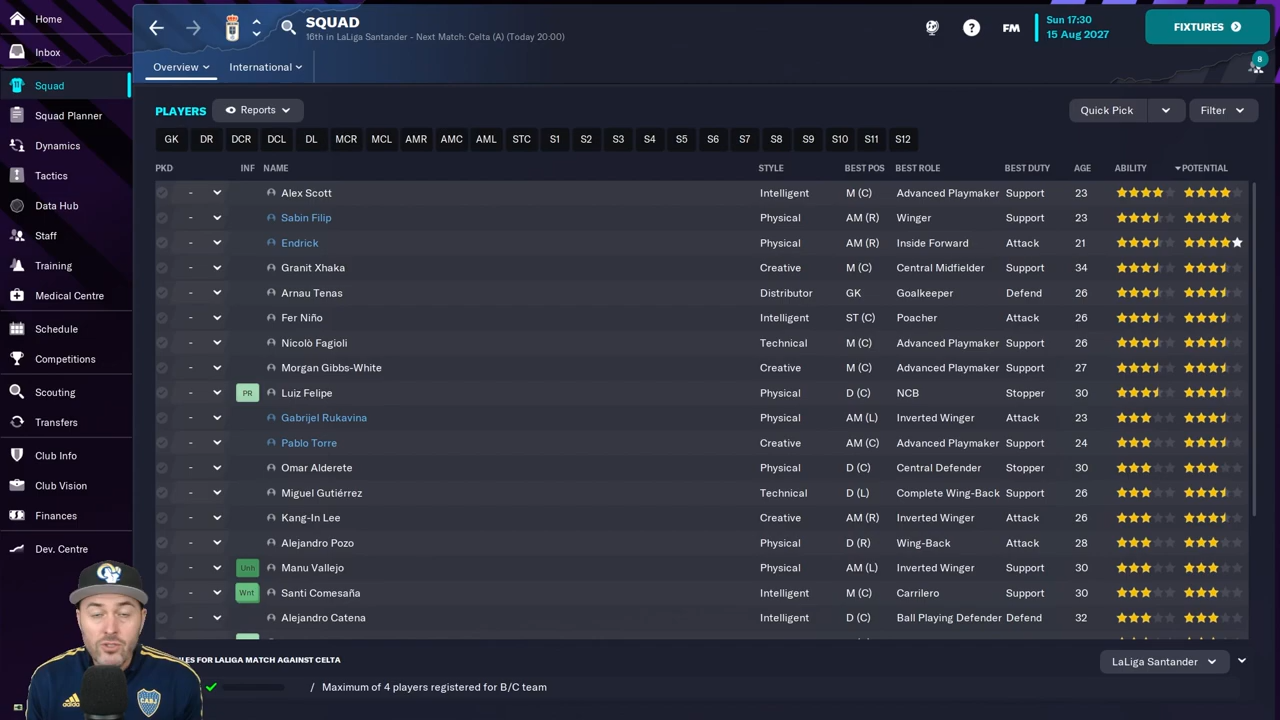 Home
Inbox
Squad
Squad Planner
Dynamics
Tactics
Data Hub
Staff
Training
Medical Centre
Schedule
Competitions
Scouting
Transfers
Club Info
Club Vision
Finances
Dev. Centre
SQUAD
16th in LaLiga Santander - Next Match: Celta (A) (Today 20:00)
FM
Sun 17:30
15 Aug 2027
FIXTURES
8
Overview International
PLAYERS Reports Quick Pick Filter
GK DR DCR DCL DL MCR MCL AMR AMC AML STC S1 S2 S3 S4 S5 S6 S7 S8 S9 S10 S11 S12
PKD INF NAME STYLE BEST POS BEST ROLE BEST DUTY AGE ABILITY POTENTIAL
- Alex Scott Intelligent M (C) Advanced Playmaker Support 23
- Sabin Filip Physical AM (R) Winger Support 23
- Endrick Physical AM (R) Inside Forward Attack 21
- Granit Xhaka Creative M (C) Central Midfielder Support 34
- Arnau Tenas Distributor GK Goalkeeper Defend 26
- Fer Niño Intelligent ST (C) Poacher Attack 26
- Nicolò Fagioli Technical M (C) Advanced Playmaker Support 26
- Morgan Gibbs-White Creative M (C) Advanced Playmaker Support 27
- PR Luiz Felipe Physical D (C) NCB Stopper 30
- Gabrijel Rukavina Physical AM (L) Inverted Winger Attack 23
- Pablo Torre Creative AM (C) Advanced Playmaker Support 24
- Omar Alderete Physical D (C) Central Defender Stopper 30
- Miguel Gutiérrez Technical D (L) Complete Wing-Back Support 26
- Kang-In Lee Creative AM (R) Inverted Winger Attack 26
- Alejandro Pozo Physical D (R) Wing-Back Attack 28
- Unh Manu Vallejo Physical AM (L) Inverted Winger Attack 30
- Wnt Santi Comesaña Intelligent M (C) Carrilero Support 30
- Alejandro Catena Intelligent D (C) Ball Playing Defender Defend 32
LES FOR LALIGA MATCH AGAINST CELTA LaLiga Santander
/ Maximum of 4 players registered for B/C team